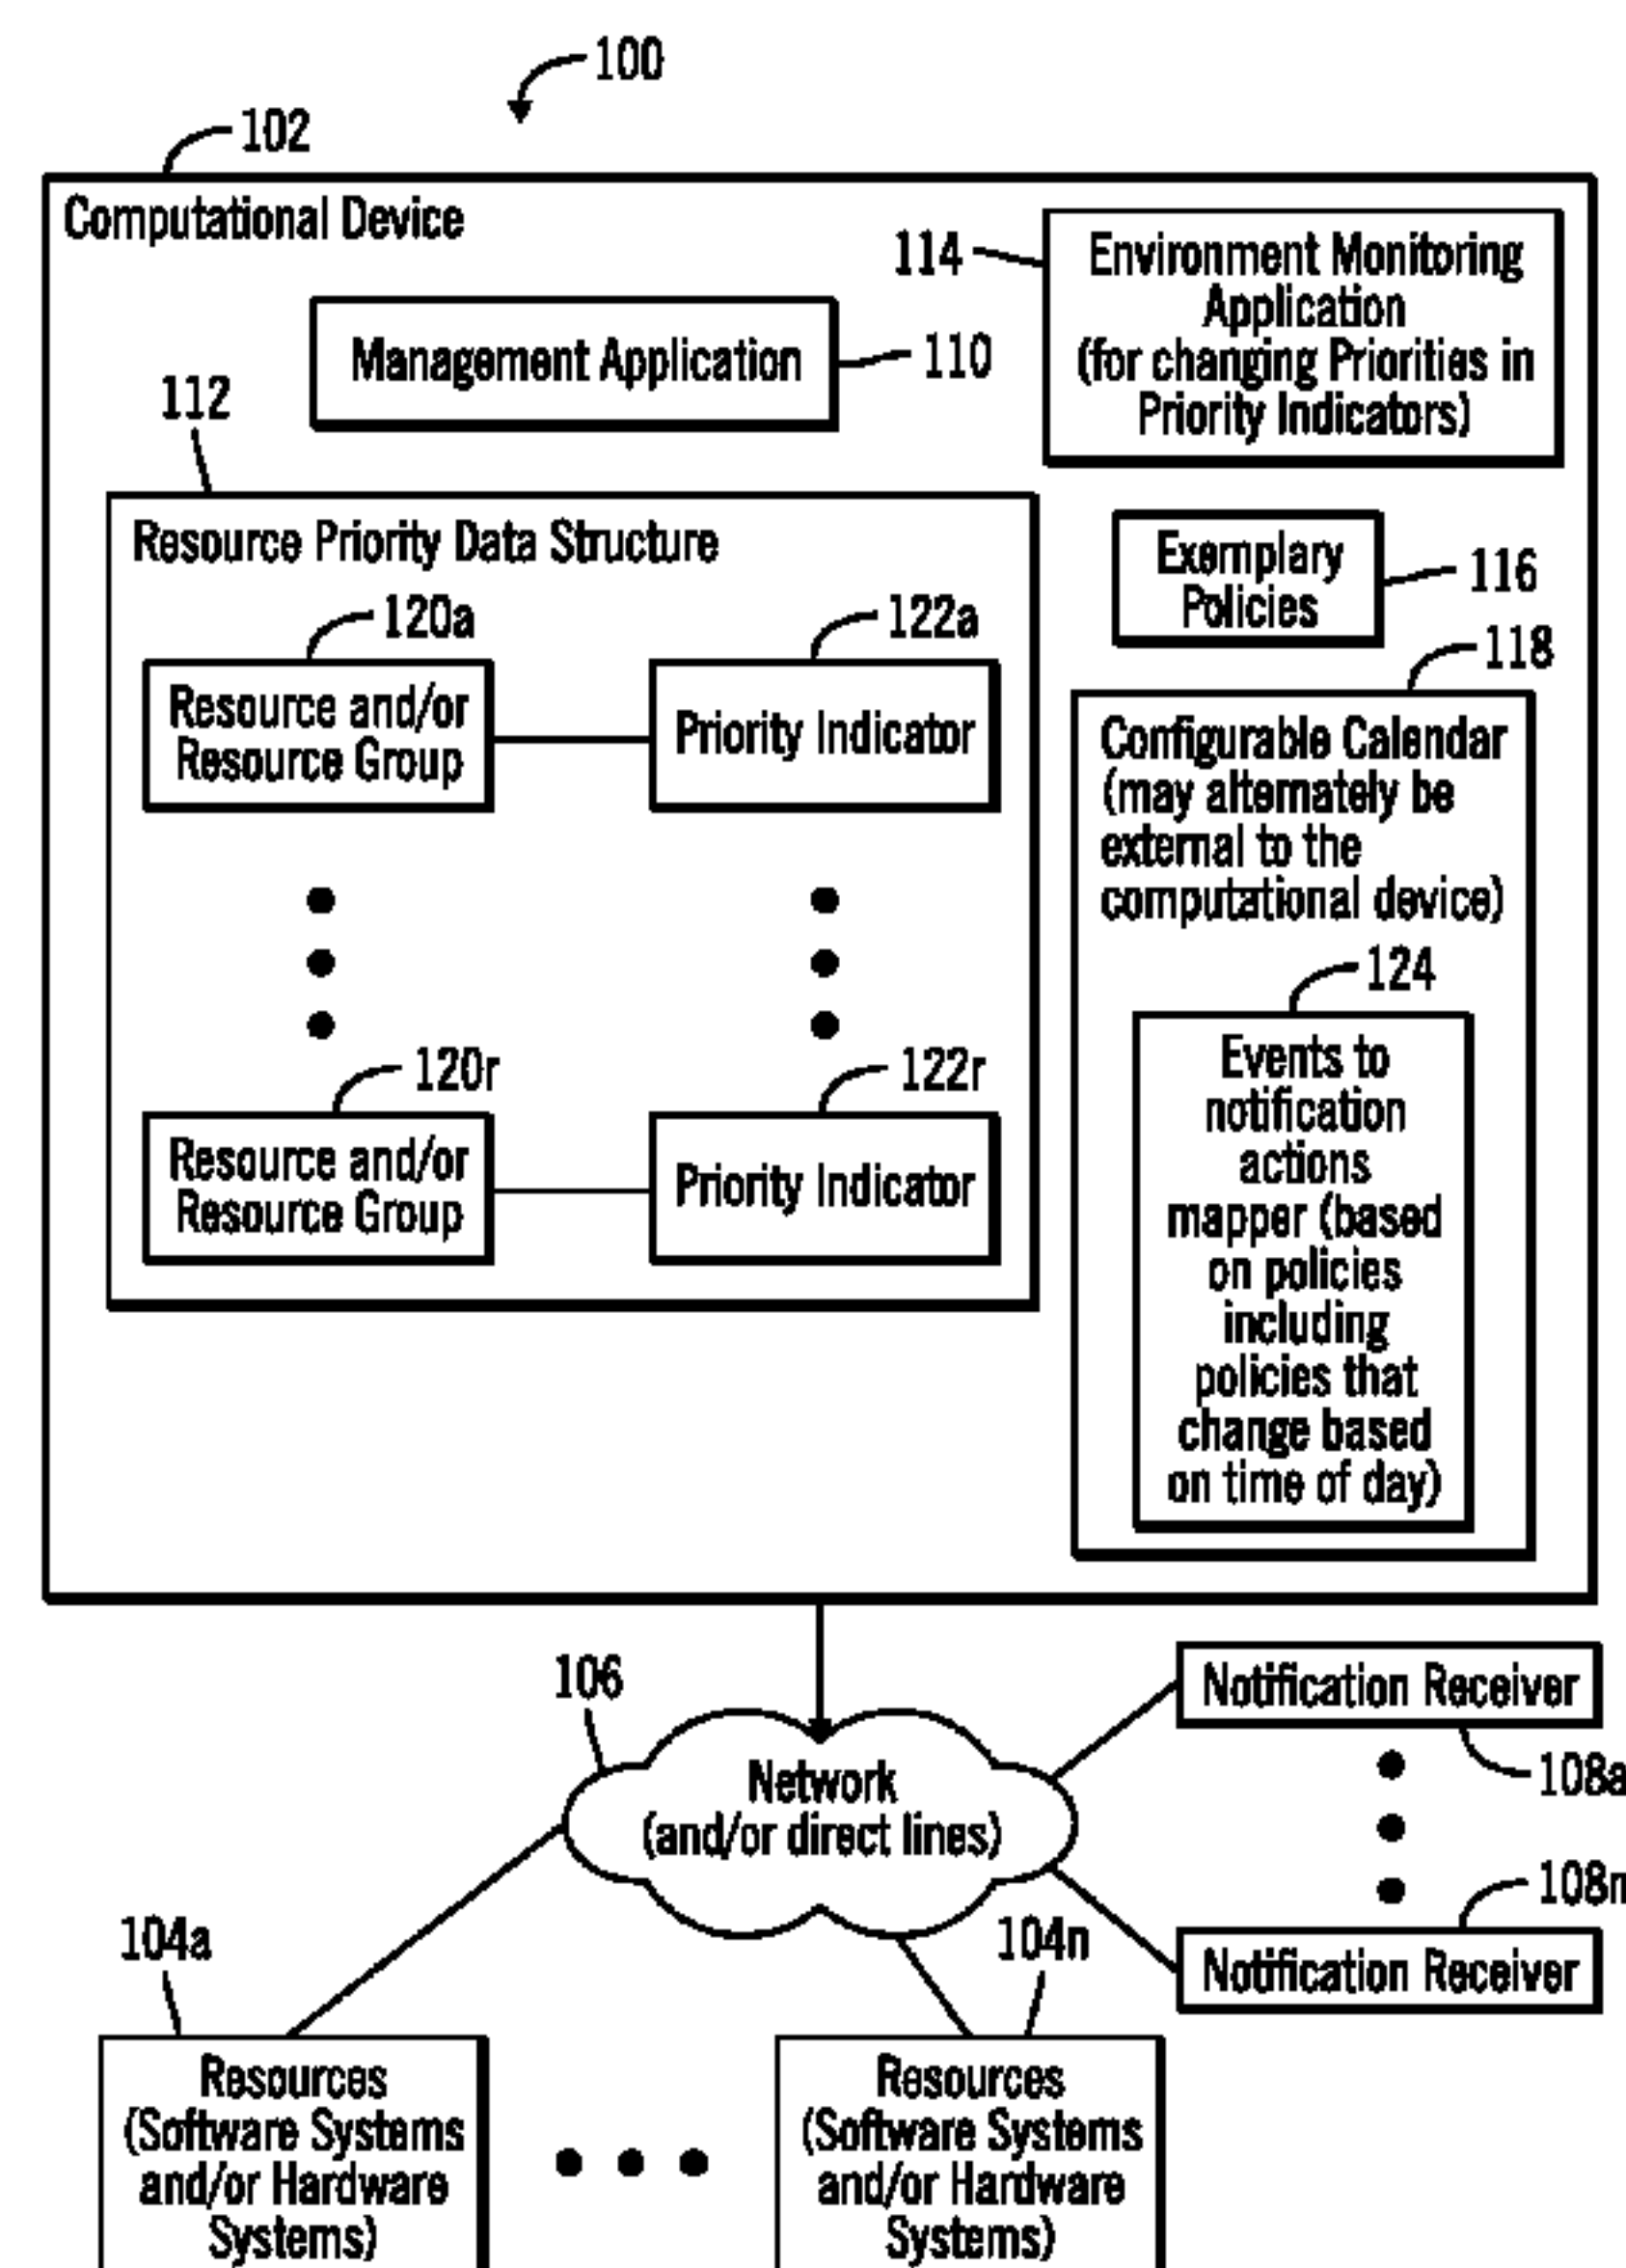 100
102
Computational Device
114
Environment Monitoring
Application
(for changing Priorities in
Priority Indicators)
Management Application
110
112
Resource Priority Data Structure
Exemplary
Policies
116
120a
122a
118
Resource and/or
Resource Group
Priority Indicator
Configurable Calendar
(may alternately be
external to the
computational device)
124
Events to
notification
actions
mapper (based
on policies
including
policies that
change based
on time of day)
120r
122r
Resource and/or
Resource Group
Priority Indicator
106
Notification Receiver
108a
Network
(and/or direct lines)
108n
Notification Receiver
104a
104n
Resources
(Software Systems
and/or Hardware
Systems)
Resources
(Software Systems
and/or Hardware
Systems)